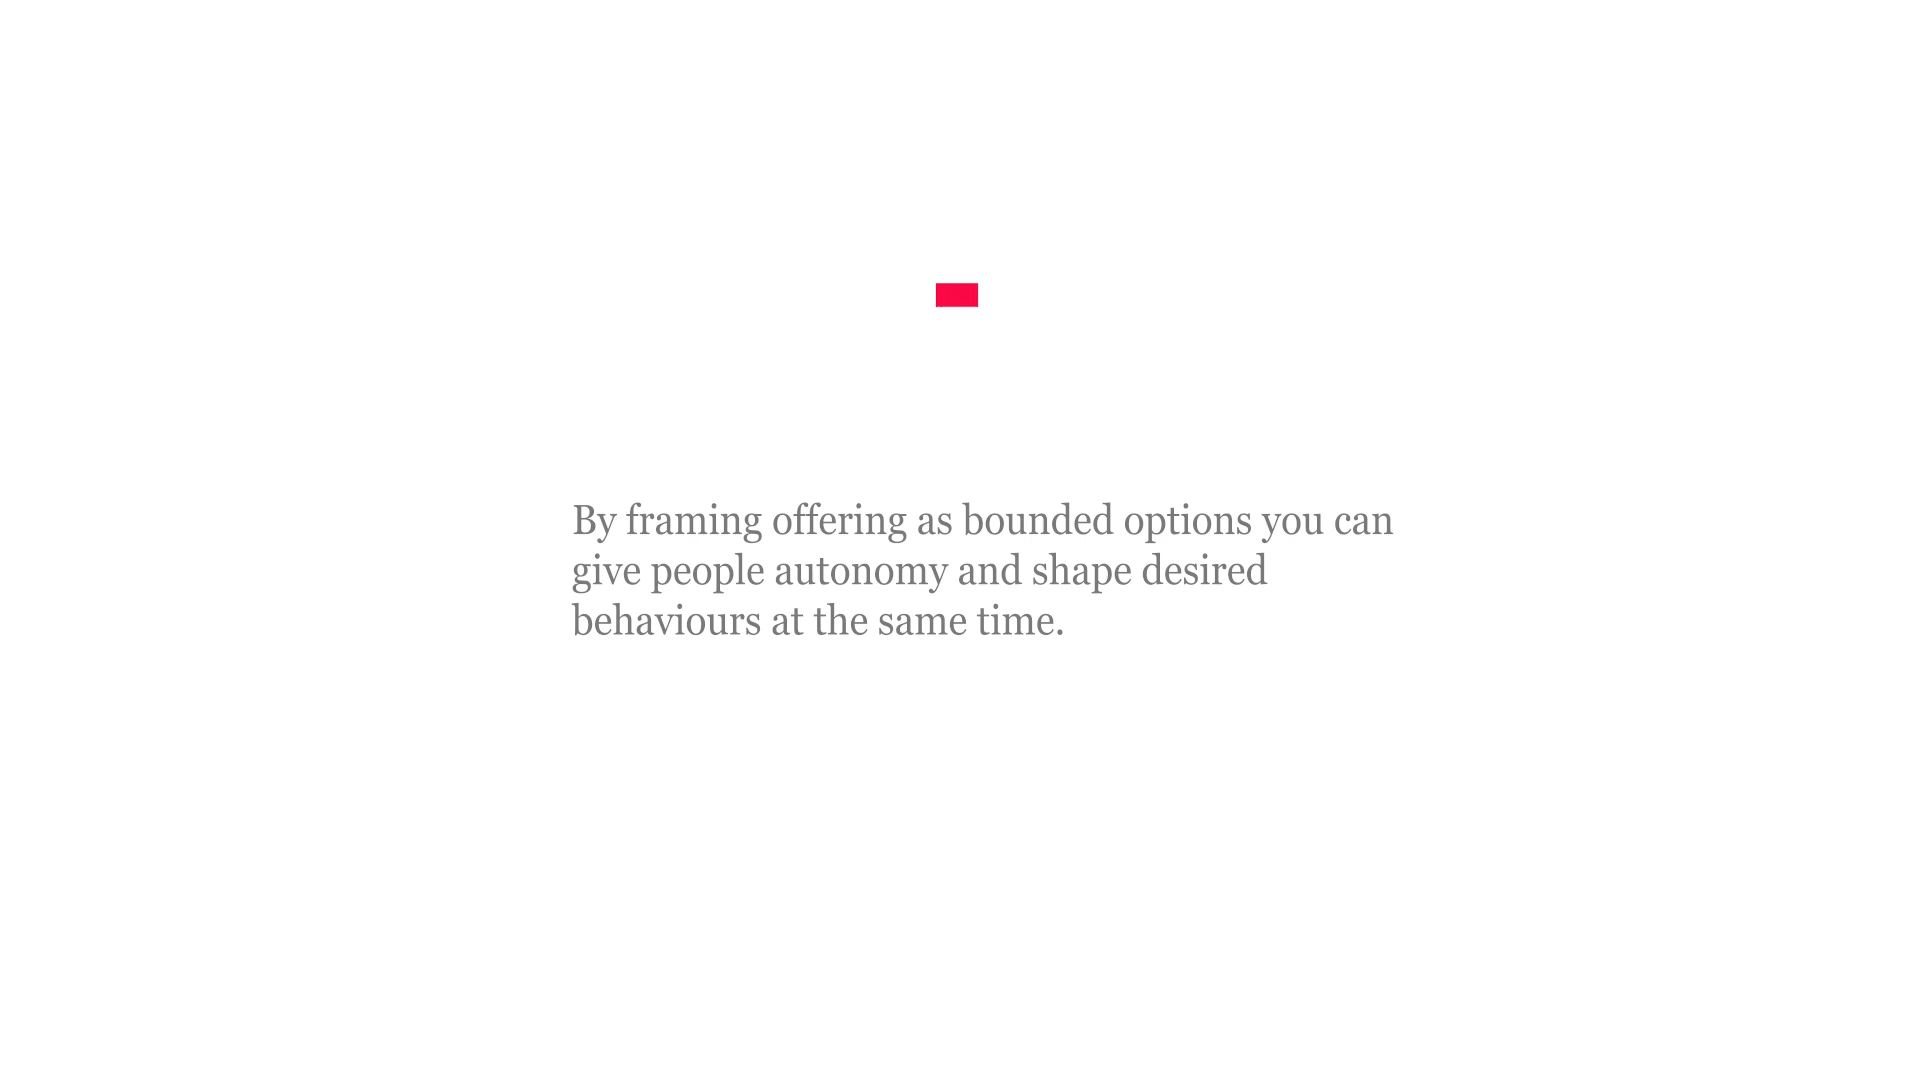 By framing offering as bounded options you can
give people autonomy and shape desired
behaviours at the same time.